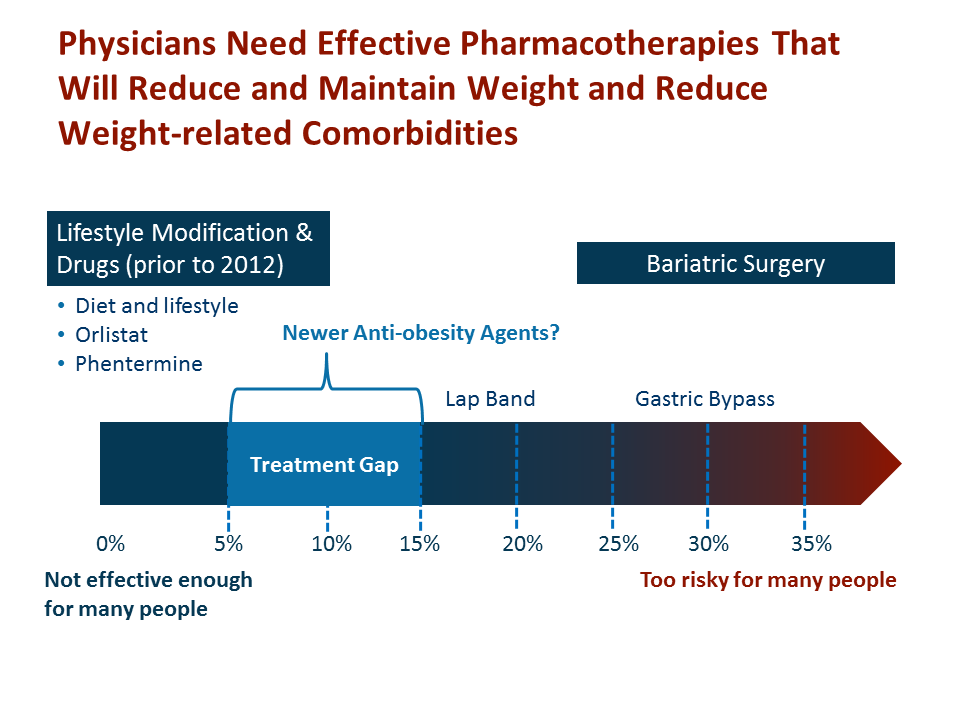 Physicians Need Effective Pharmacotherapies That
Will Reduce and Maintain Weight and Reduce
Weight-related Comorbidities
Lifestyle Modification &
Drugs (prior to 2012)
• Diet and lifestyle
• Orlistat
• Phentermine
Bariatric Surgery
Newer Anti-obesity Agents?
Lap Band
Gastric Bypass
Treatment Gap
0% 5% 10% 15% 20% 25% 30% 35%
Not effective enough
for many people
Too risky for many people